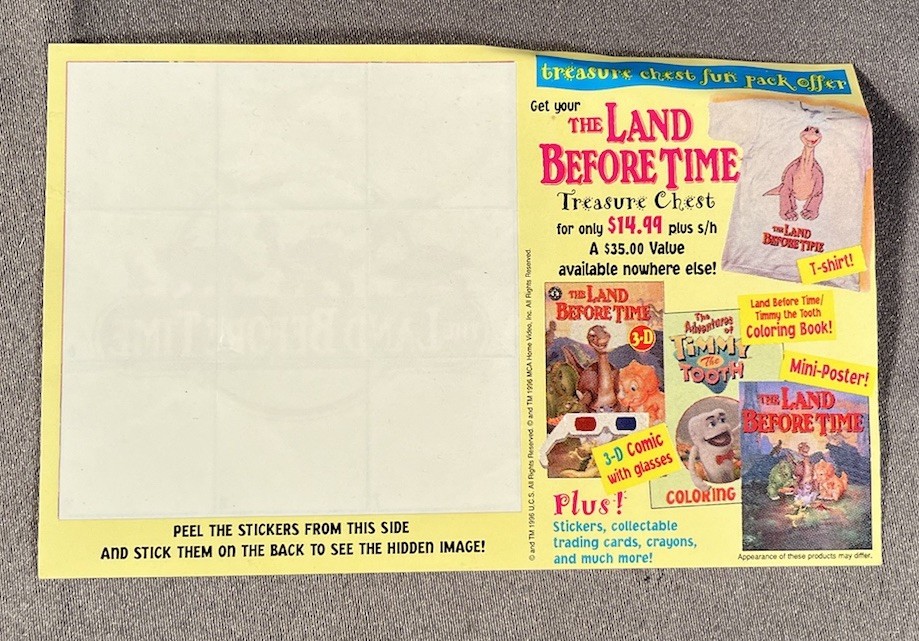 treasure chest fun pack offer
Get your
THE LAND
BEFORE TIME
Treasure Chest
for only $14.99 plus s/h
A $35.00 Value
available nowhere else!
THE LAND
BEFORE TIME
T-shirt!
THE LAND
BEFORE TIME
3-D
3-D Comic
with glasses
The
Adventures
of
TIMMY
The
TOOTH
COLORING
Land Before Time/
Timmy the Tooth
Coloring Book!
Mini-Poster!
THE LAND
BEFORE TIME
Plus!
Stickers, collectable
trading cards, crayons,
and much more!
Appearance of these products may differ.
© and TM 1996 U.C.S. All Rights Reserved. © and TM 1996 MCA Home Video, Inc. All Rights Reserved.
PEEL THE STICKERS FROM THIS SIDE
AND STICK THEM ON THE BACK TO SEE THE HIDDEN IMAGE!